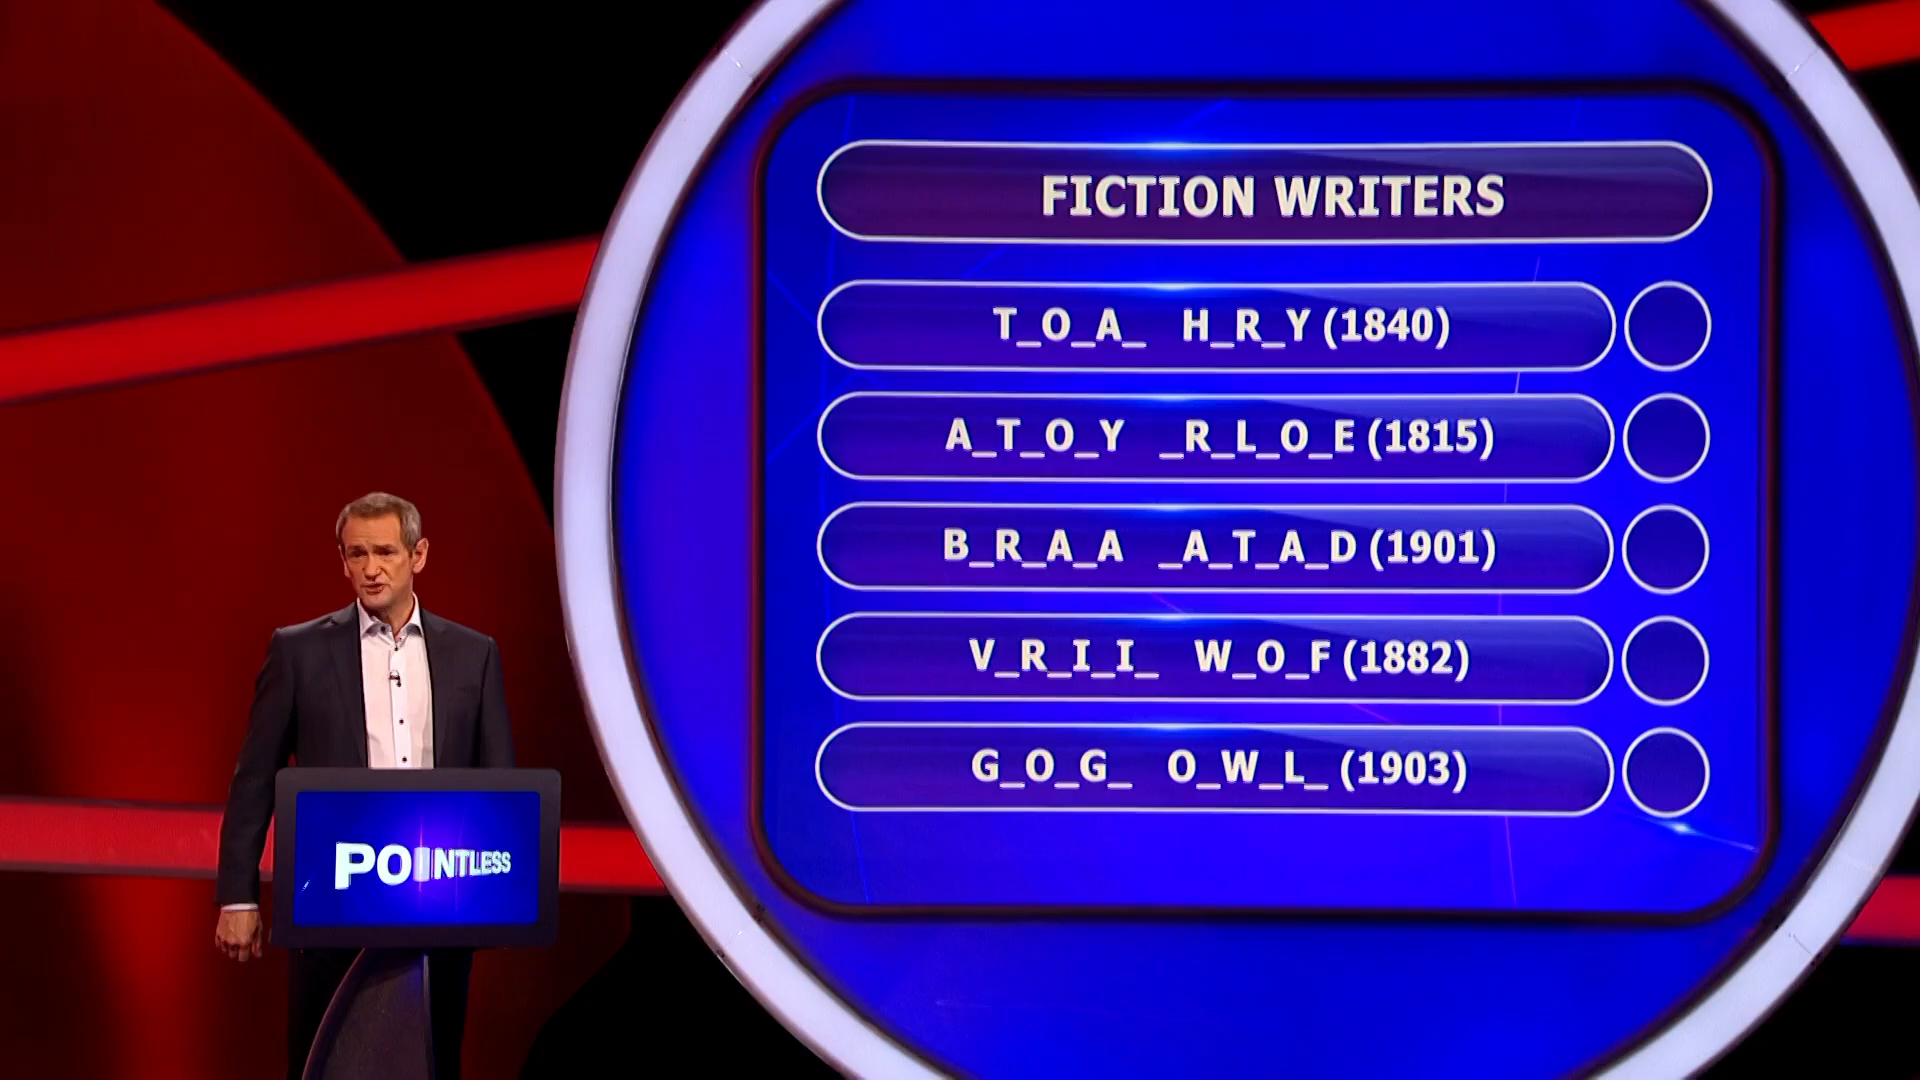 FICTION WRITERS
T_O_A_ H_R_Y (1840)
A_T_O_Y _R_L_O_E (1815)
B_R_A_A _A_T_A_D (1901)
V_R_I_I_ W_O_F (1882)
G_O_G_ O_W_L_ (1903)
POINTLESS